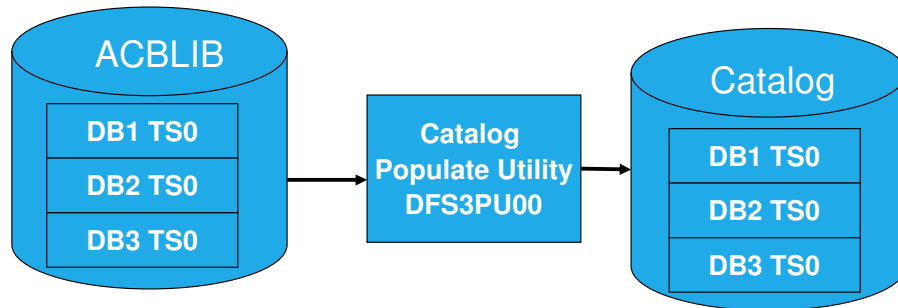 ACBLIB
DB1 TS0
DB2 TS0
DB3 TS0
Catalog
Populate Utility
DFS3PU00
Catalog
DB1 TS0
DB2 TS0
DB3 TS0